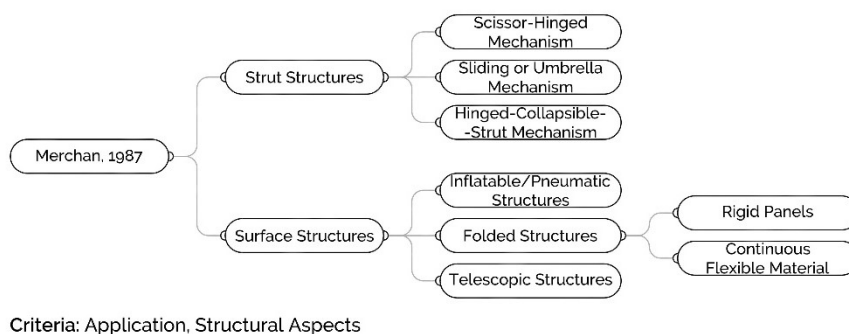 Merchan, 1987
Strut Structures
Scissor-Hinged
Mechanism
Sliding or Umbrella
Mechanism
Hinged-Collapsible-
-Strut Mechanism
Surface Structures
Inflatable/Pneumatic
Structures
Folded Structures
Rigid Panels
Continuous
Flexible Material
Telescopic Structures
Criteria: Application, Structural Aspects